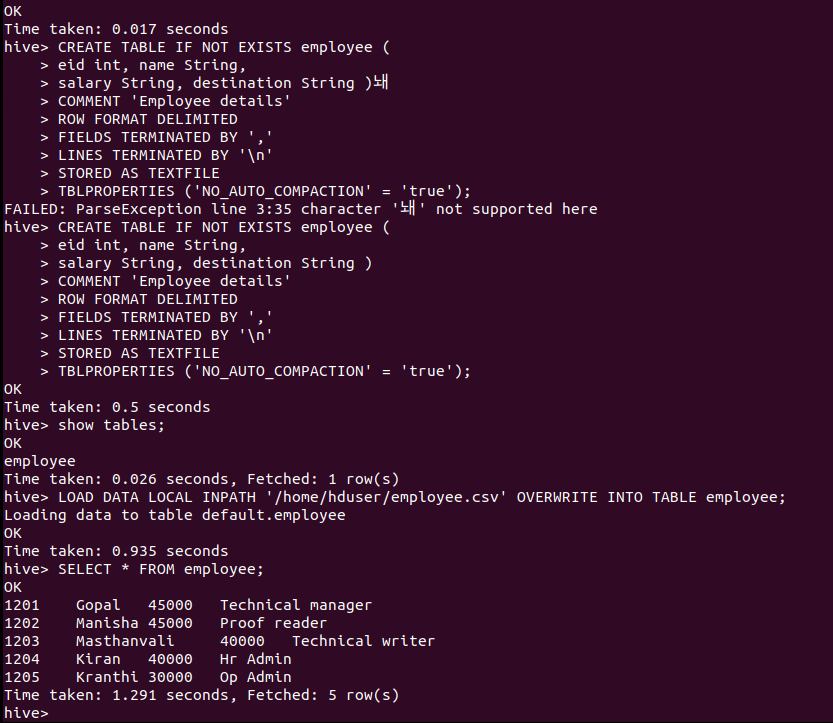 OK
Time taken: 0.017 seconds
hive> CREATE TABLE IF NOT EXISTS employee (
    > eid int, name String,
    > salary String, destination String )돼
    > COMMENT 'Employee details'
    > ROW FORMAT DELIMITED
    > FIELDS TERMINATED BY ','
    > LINES TERMINATED BY '\n'
    > STORED AS TEXTFILE
    > TBLPROPERTIES ('NO_AUTO_COMPACTION' = 'true');
FAILED: ParseException line 3:35 character '돼' not supported here
hive> CREATE TABLE IF NOT EXISTS employee (
    > eid int, name String,
    > salary String, destination String )
    > COMMENT 'Employee details'
    > ROW FORMAT DELIMITED
    > FIELDS TERMINATED BY ','
    > LINES TERMINATED BY '\n'
    > STORED AS TEXTFILE
    > TBLPROPERTIES ('NO_AUTO_COMPACTION' = 'true');
OK
Time taken: 0.5 seconds
hive> show tables;
OK
employee
Time taken: 0.026 seconds, Fetched: 1 row(s)
hive> LOAD DATA LOCAL INPATH '/home/hduser/employee.csv' OVERWRITE INTO TABLE employee;
Loading data to table default.employee
OK
Time taken: 0.935 seconds
hive> SELECT * FROM employee;
OK
1201    Gopal   45000   Technical manager
1202    Manisha 45000   Proof reader
1203    Masthanvali     40000   Technical writer
1204    Kiran   40000   Hr Admin
1205    Kranthi 30000   Op Admin
Time taken: 1.291 seconds, Fetched: 5 row(s)
hive>